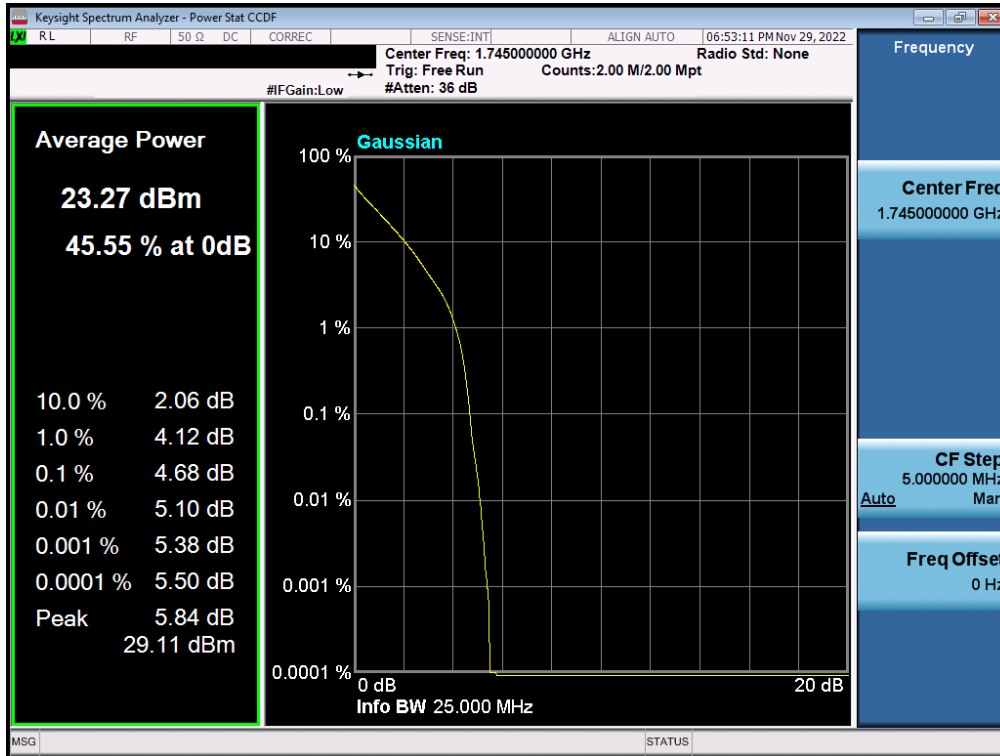 Keysight Spectrum Analyzer - Power Stat CCDF
LXI RL RF 50 Ω DC CORREC SENSE:INT ALIGN AUTO 06:53:11 PM Nov 29, 2022
Center Freq: 1.745000000 GHz Radio Std: None
Trig: Free Run Counts:2.00 M/2.00 Mpt
#IFGain:Low #Atten: 36 dB
Frequency
Average Power
23.27 dBm
45.55 % at 0dB
10.0 % 2.06 dB
1.0 % 4.12 dB
0.1 % 4.68 dB
0.01 % 5.10 dB
0.001 % 5.38 dB
0.0001 % 5.50 dB
Peak 5.84 dB
29.11 dBm
Gaussian
100 %
10 %
1 %
0.1 %
0.01 %
0.001 %
0.0001 %
0 dB 20 dB
Info BW 25.000 MHz
Center Freq
1.745000000 GHz
CF Step
5.000000 MHz
Auto Man
Freq Offset
0 Hz
MSG STATUS